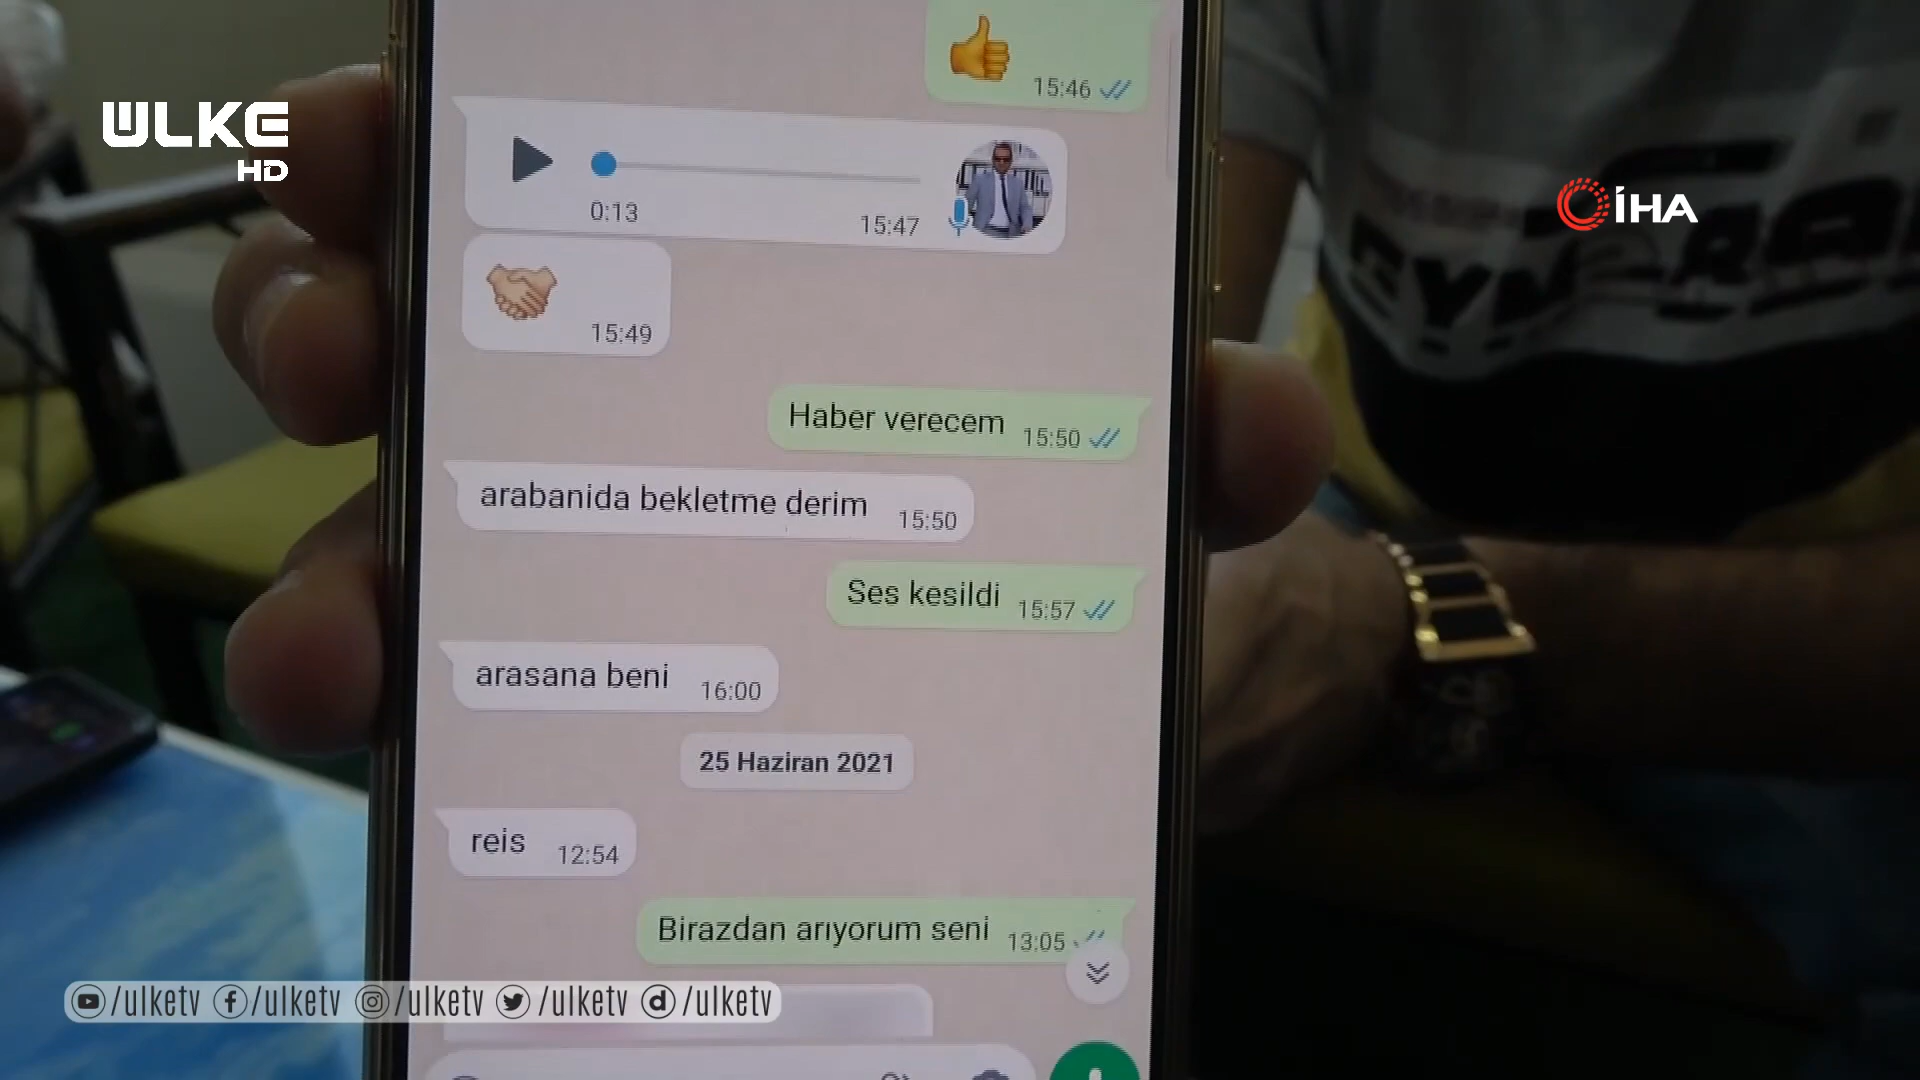 ULKE
HD
İHA
15:46
0:13
15:47
15:49
Haber verecem 15:50
arabanida bekletme derim 15:50
Ses kesildi 15:57
arasana beni 16:00
25 Haziran 2021
reis 12:54
Birazdan arıyorum seni 13:05
/ulketv /ulketv /ulketv /ulketv /ulketv